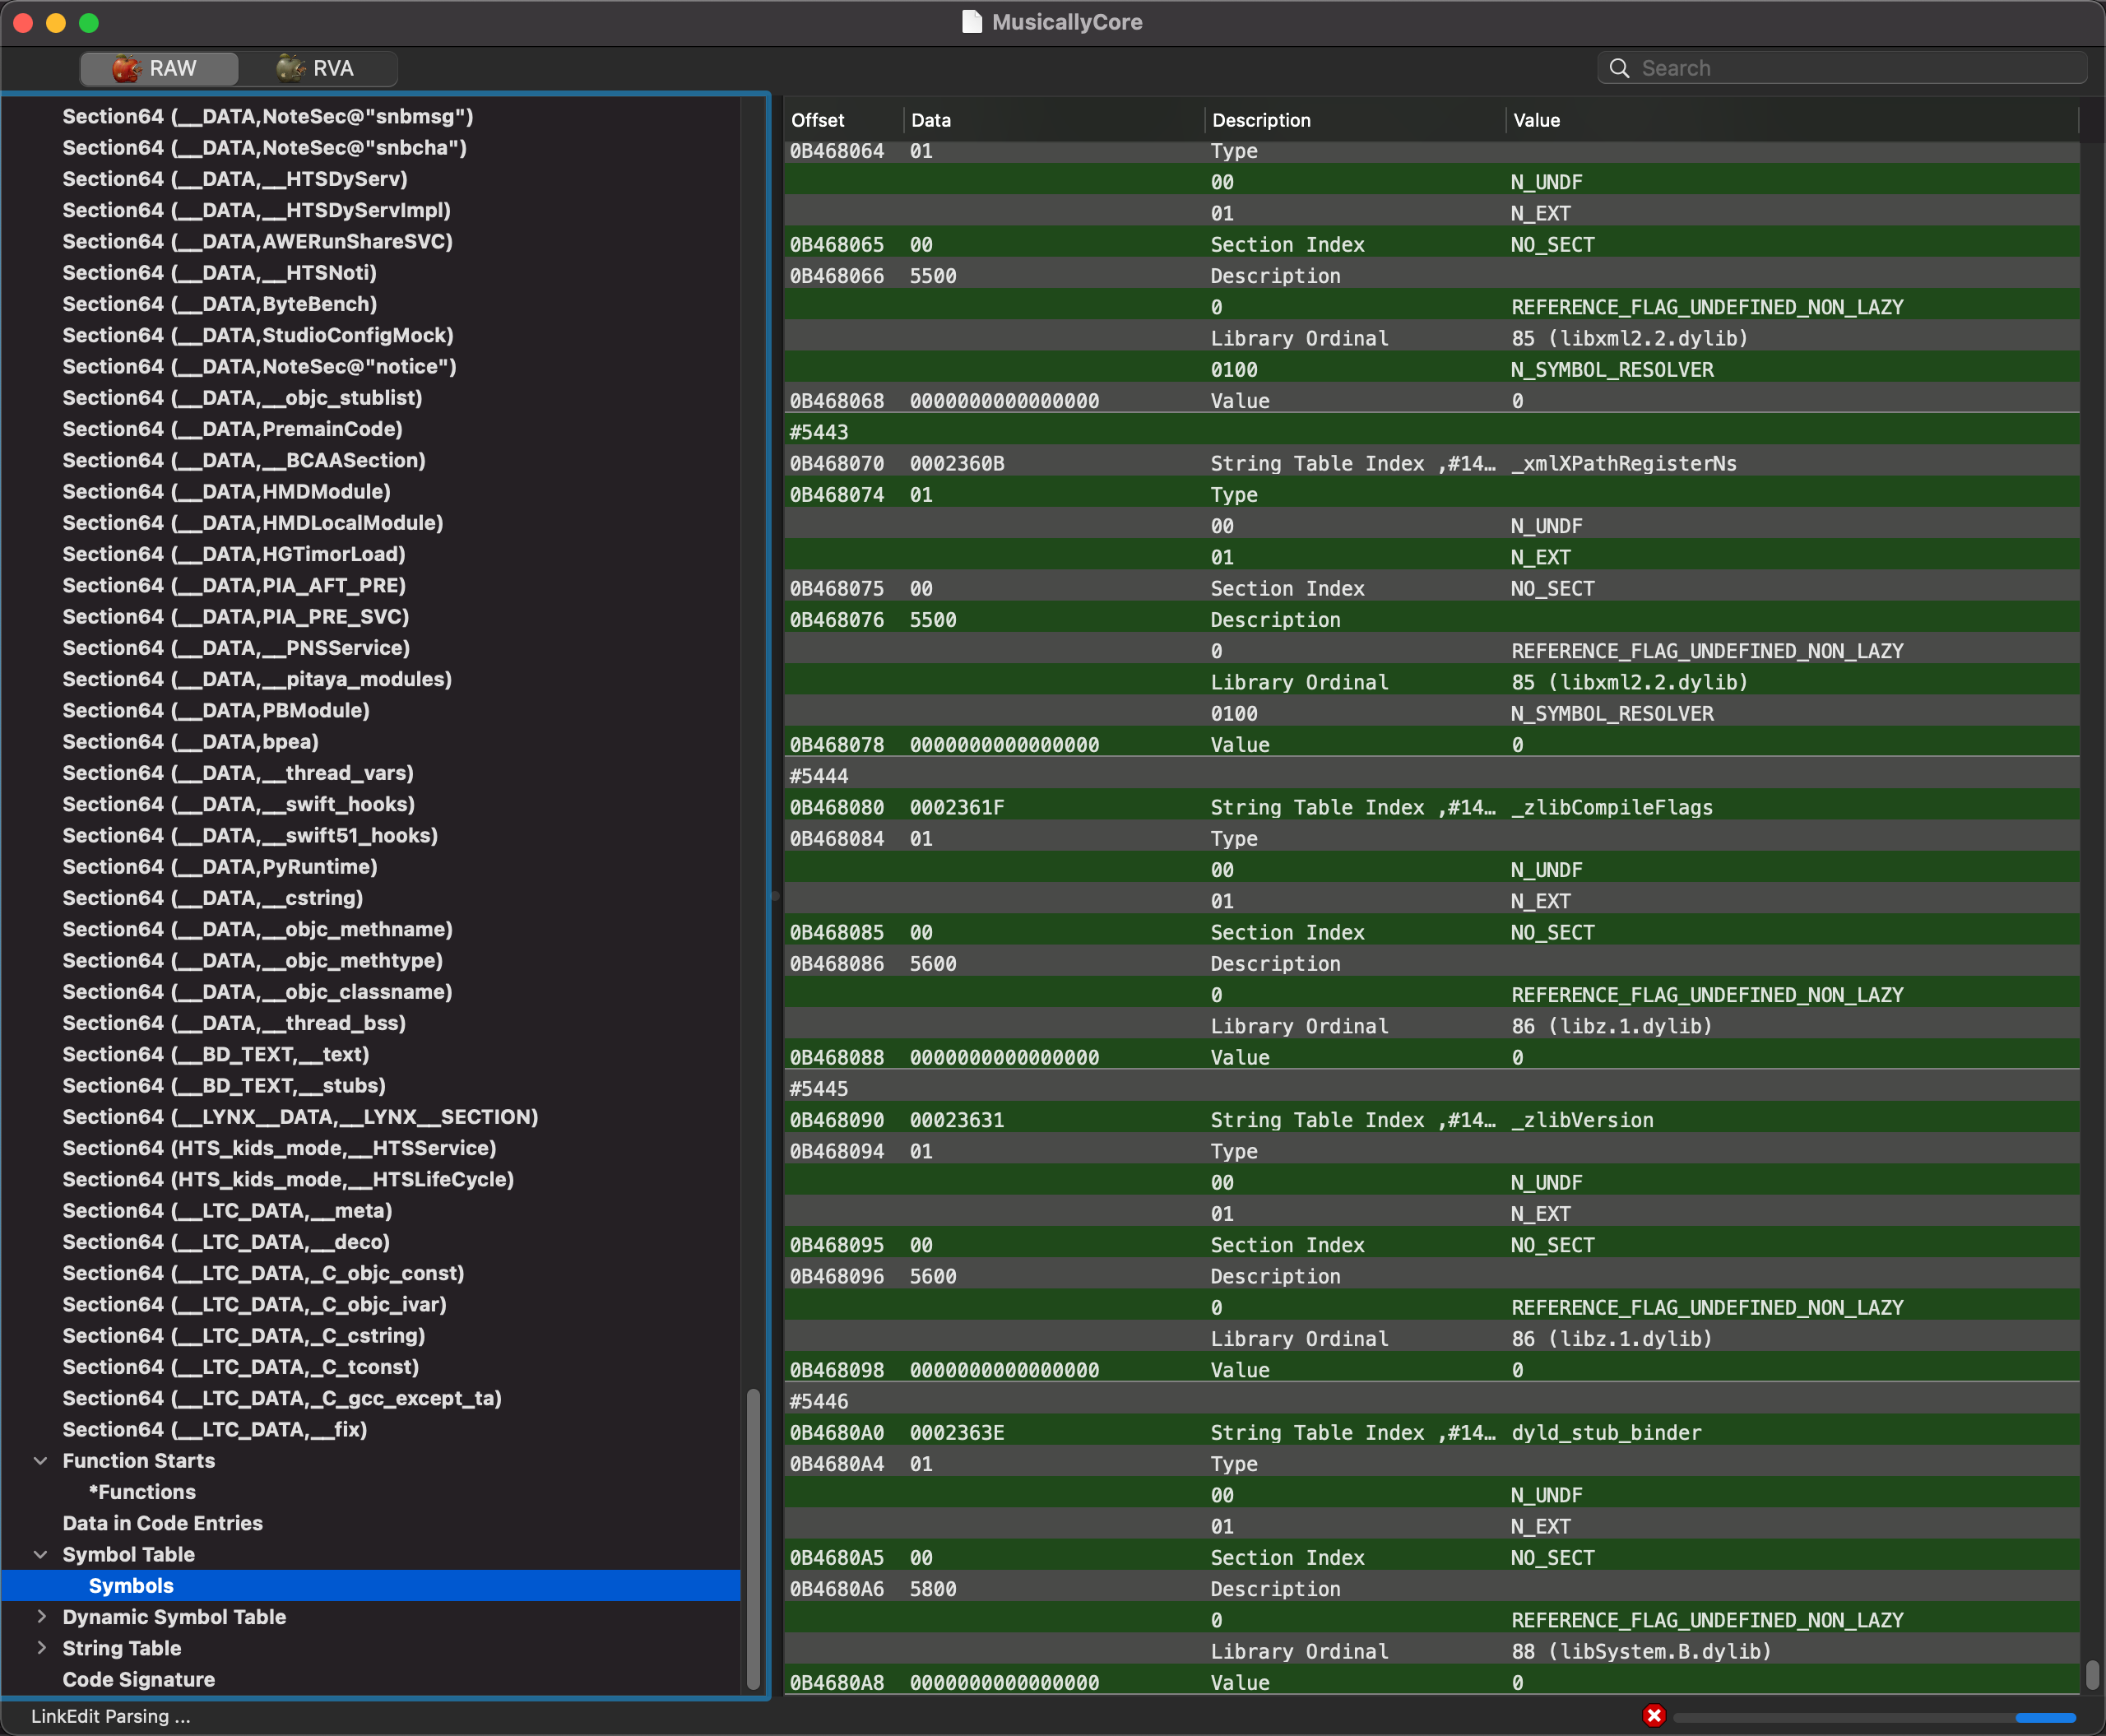 MusicallyCore
RAW RVA Search
Section64 (__DATA,NoteSec@"snbmsg")
Section64 (__DATA,NoteSec@"snbcha")
Section64 (__DATA,__HTSDyServ)
Section64 (__DATA,__HTSDyServImpl)
Section64 (__DATA,AWERunShareSVC)
Section64 (__DATA,__HTSNoti)
Section64 (__DATA,ByteBench)
Section64 (__DATA,StudioConfigMock)
Section64 (__DATA,NoteSec@"notice")
Section64 (__DATA,__objc_stublist)
Section64 (__DATA,PremainCode)
Section64 (__DATA,__BCAASection)
Section64 (__DATA,HMDModule)
Section64 (__DATA,HMDLocalModule)
Section64 (__DATA,HGTimorLoad)
Section64 (__DATA,PIA_AFT_PRE)
Section64 (__DATA,PIA_PRE_SVC)
Section64 (__DATA,__PNSService)
Section64 (__DATA,__pitaya_modules)
Section64 (__DATA,PBModule)
Section64 (__DATA,bpea)
Section64 (__DATA,__thread_vars)
Section64 (__DATA,__swift_hooks)
Section64 (__DATA,__swift51_hooks)
Section64 (__DATA,PyRuntime)
Section64 (__DATA,__cstring)
Section64 (__DATA,__objc_methname)
Section64 (__DATA,__objc_methtype)
Section64 (__DATA,__objc_classname)
Section64 (__DATA,__thread_bss)
Section64 (__BD_TEXT,__text)
Section64 (__BD_TEXT,__stubs)
Section64 (__LYNX__DATA,__LYNX__SECTION)
Section64 (HTS_kids_mode,__HTSService)
Section64 (HTS_kids_mode,__HTSLifeCycle)
Section64 (__LTC_DATA,__meta)
Section64 (__LTC_DATA,__deco)
Section64 (__LTC_DATA,_C_objc_const)
Section64 (__LTC_DATA,_C_objc_ivar)
Section64 (__LTC_DATA,_C_cstring)
Section64 (__LTC_DATA,_C_tconst)
Section64 (__LTC_DATA,_C_gcc_except_ta)
Section64 (__LTC_DATA,__fix)
Function Starts
*Functions
Data in Code Entries
Symbol Table
Symbols
Dynamic Symbol Table
String Table
Code Signature
Offset Data Description Value
0B468064 01 Type
00 N_UNDF
01 N_EXT
0B468065 00 Section Index NO_SECT
0B468066 5500 Description
0 REFERENCE_FLAG_UNDEFINED_NON_LAZY
Library Ordinal 85 (libxml2.2.dylib)
0100 N_SYMBOL_RESOLVER
0B468068 0000000000000000 Value 0
#5443
0B468070 0002360B String Table Index ,#14… _xmlXPathRegisterNs
0B468074 01 Type
00 N_UNDF
01 N_EXT
0B468075 00 Section Index NO_SECT
0B468076 5500 Description
0 REFERENCE_FLAG_UNDEFINED_NON_LAZY
Library Ordinal 85 (libxml2.2.dylib)
0100 N_SYMBOL_RESOLVER
0B468078 0000000000000000 Value 0
#5444
0B468080 0002361F String Table Index ,#14… _zlibCompileFlags
0B468084 01 Type
00 N_UNDF
01 N_EXT
0B468085 00 Section Index NO_SECT
0B468086 5600 Description
0 REFERENCE_FLAG_UNDEFINED_NON_LAZY
Library Ordinal 86 (libz.1.dylib)
0B468088 0000000000000000 Value 0
#5445
0B468090 00023631 String Table Index ,#14… _zlibVersion
0B468094 01 Type
00 N_UNDF
01 N_EXT
0B468095 00 Section Index NO_SECT
0B468096 5600 Description
0 REFERENCE_FLAG_UNDEFINED_NON_LAZY
Library Ordinal 86 (libz.1.dylib)
0B468098 0000000000000000 Value 0
#5446
0B4680A0 0002363E String Table Index ,#14… dyld_stub_binder
0B4680A4 01 Type
00 N_UNDF
01 N_EXT
0B4680A5 00 Section Index NO_SECT
0B4680A6 5800 Description
0 REFERENCE_FLAG_UNDEFINED_NON_LAZY
Library Ordinal 88 (libSystem.B.dylib)
0B4680A8 0000000000000000 Value 0
LinkEdit Parsing ...